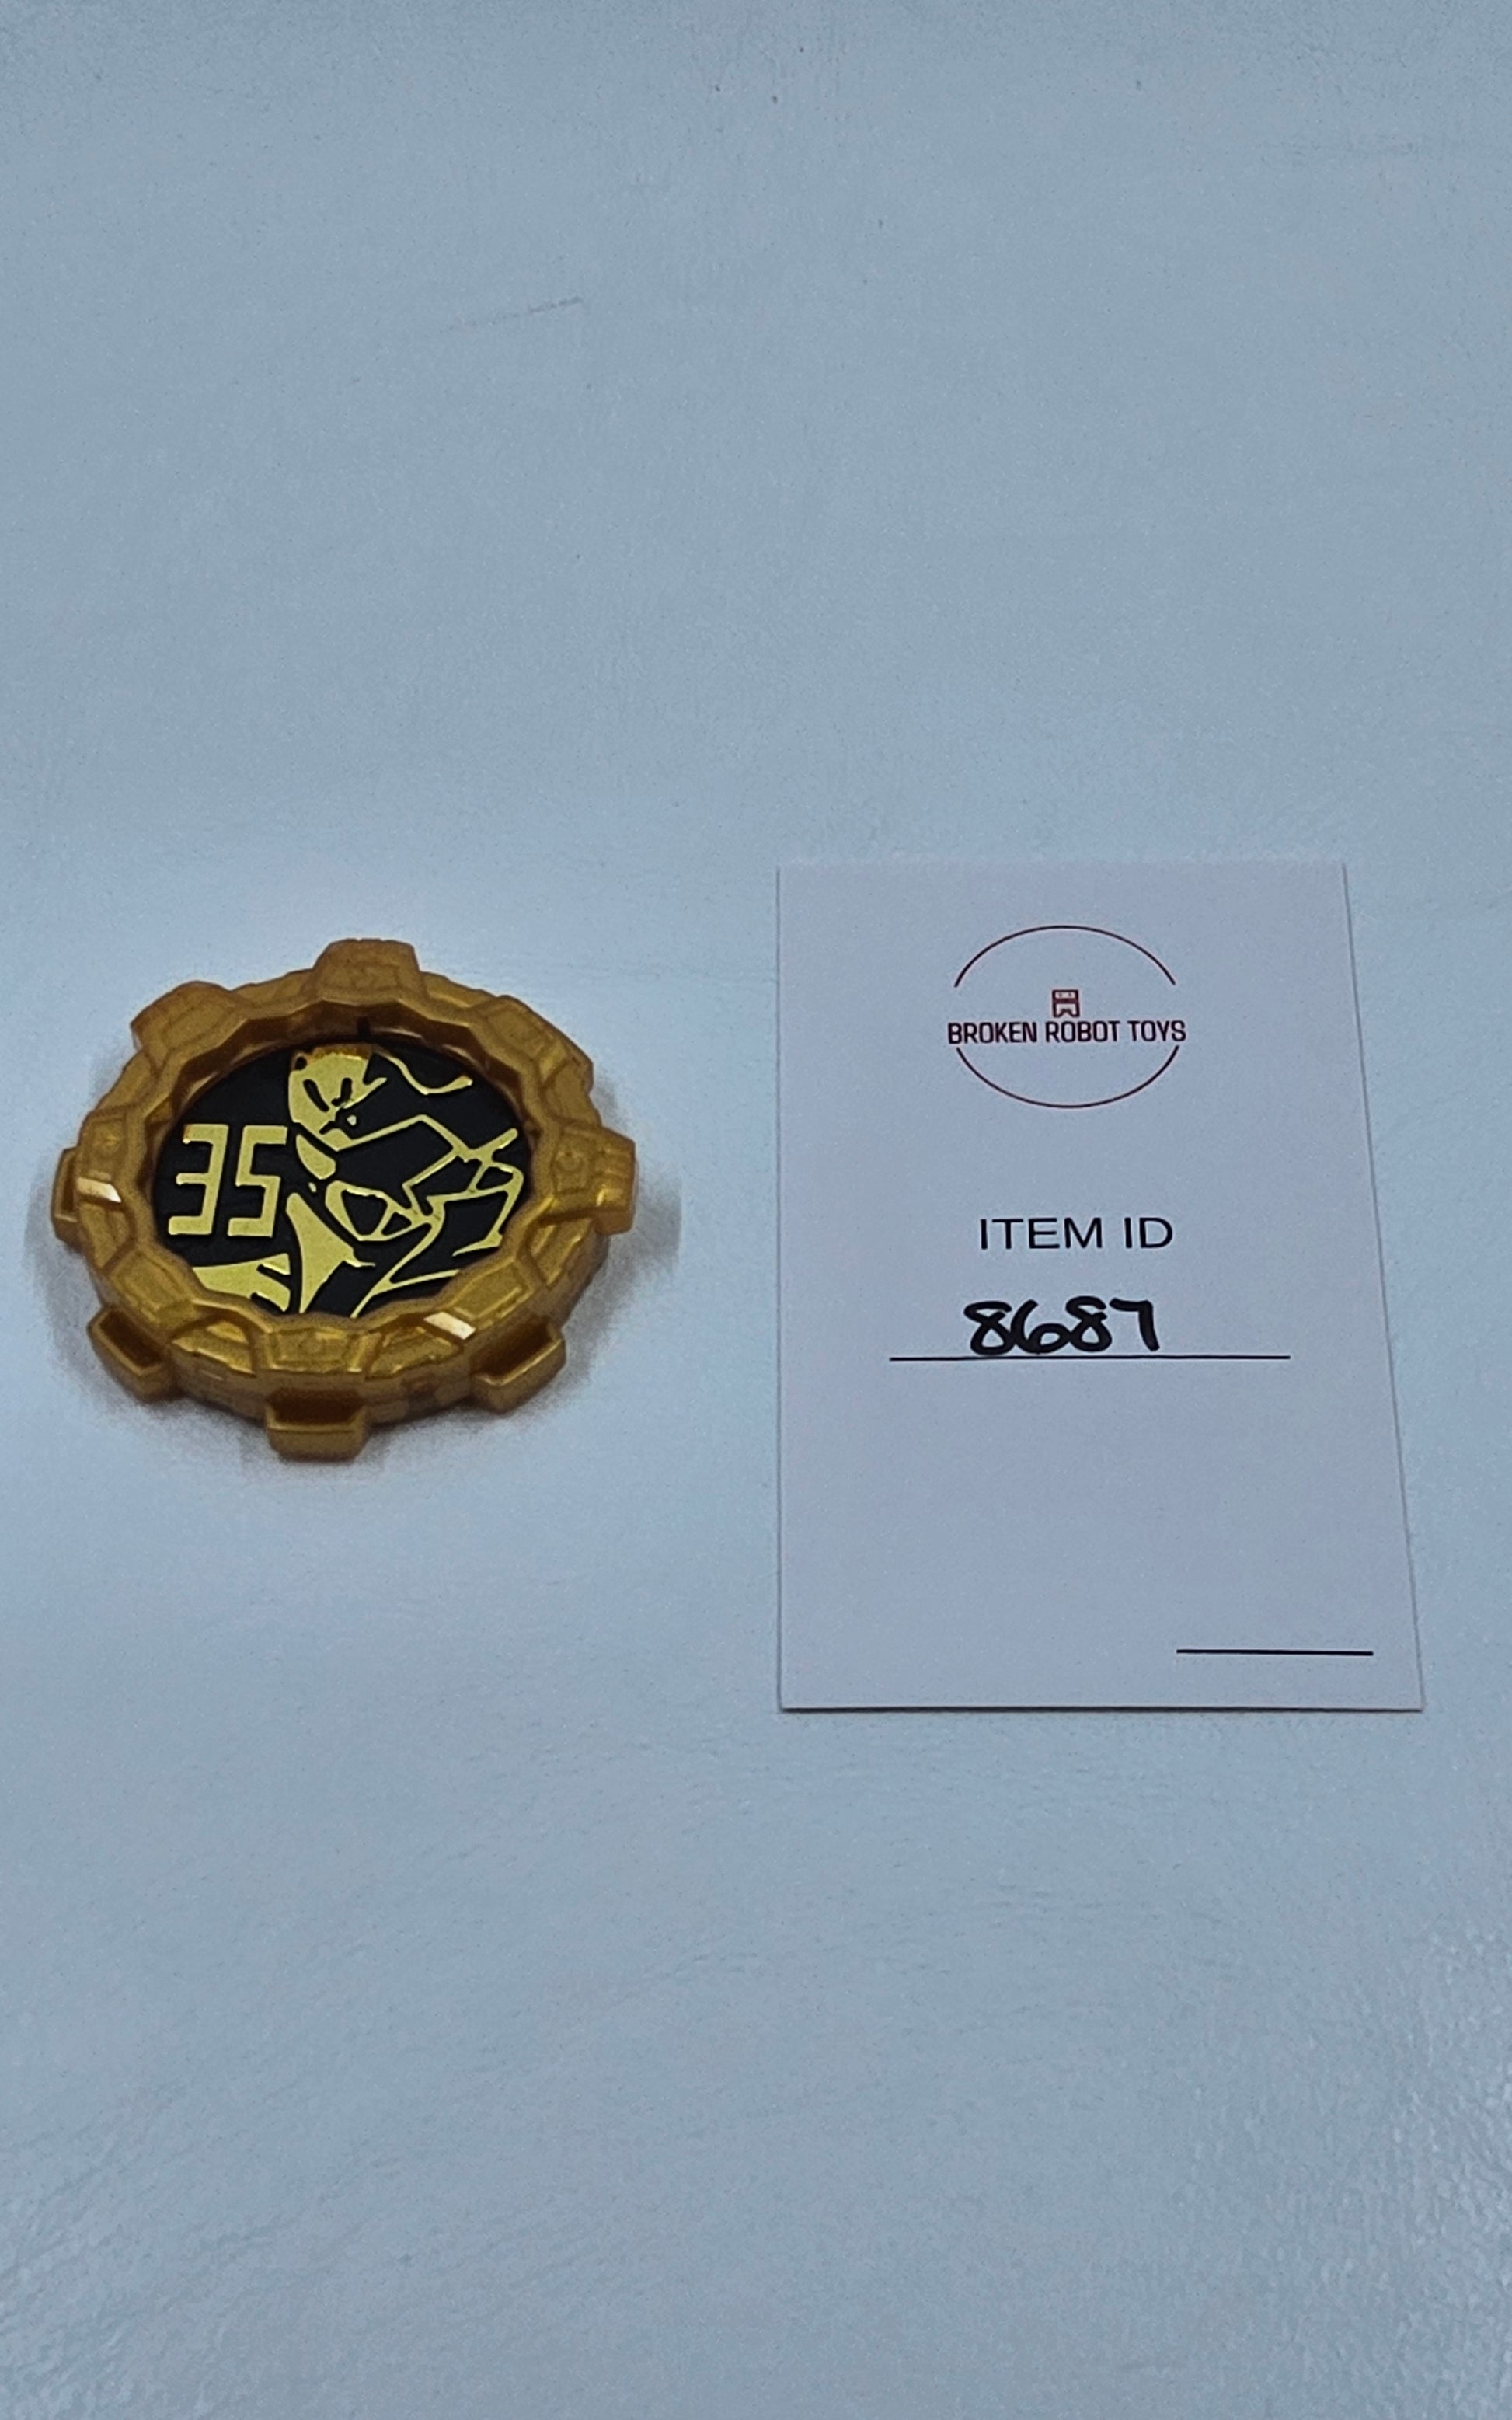 35
BROKEN ROBOT TOYS
ITEM ID
8687